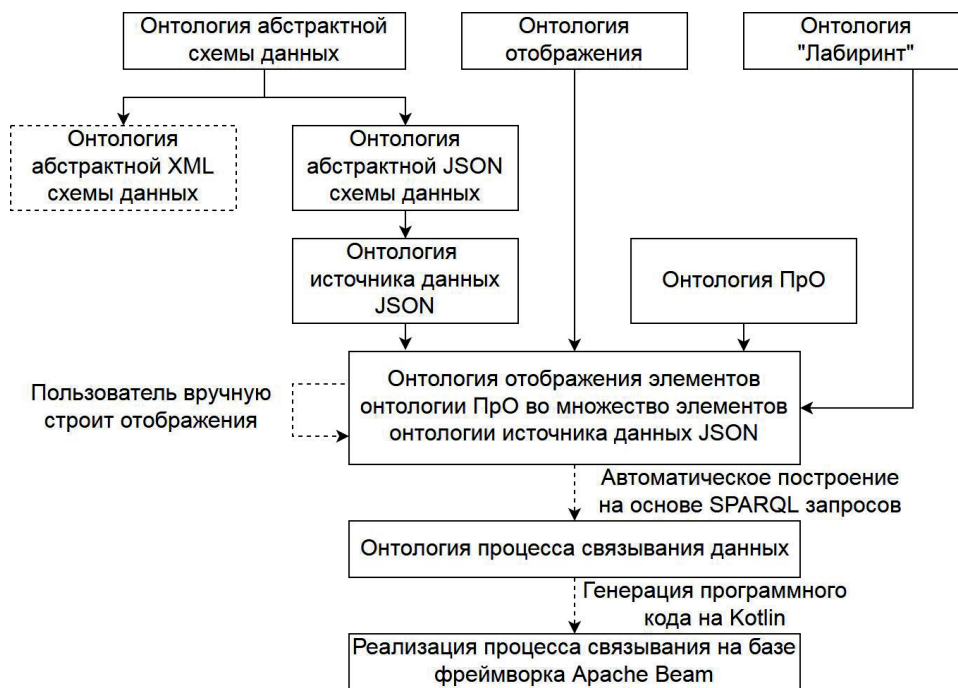 Онтология абстрактной
схемы данных
Онтология
отображения
Онтология
"Лабиринт"
Онтология
абстрактной XML
схемы данных
Онтология
абстрактной JSON
схемы данных
Онтология
источника данных
JSON
Онтология ПрО
Пользователь вручную
строит отображения
Онтология отображения элементов
онтологии ПрО во множество элементов
онтологии источника данных JSON
Автоматическое построение
на основе SPARQL запросов
Онтология процесса связывания данных
Генерация программного
кода на Kotlin
Реализация процесса связывания на базе
фреймворка Apache Beam